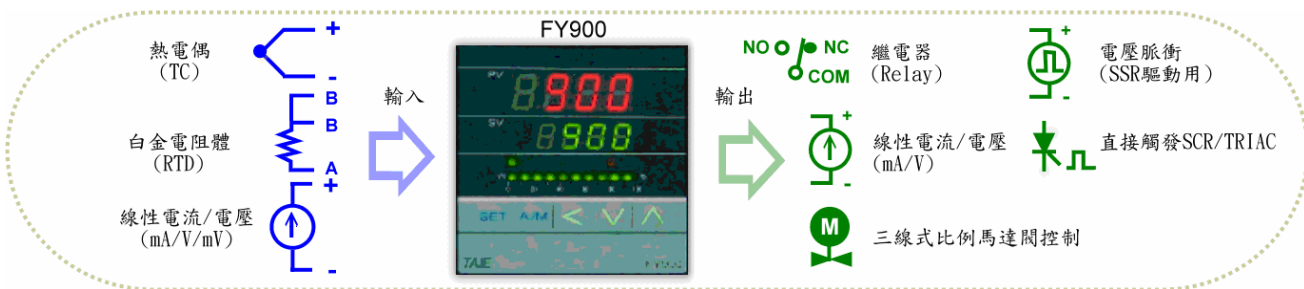 FY900
熱電偶
(TC)
+
-
B
B
A
白金電阻體
(RTD)
+
-
線性電流/電壓
(mA/V/mV)
輸入
PV
900
SV
900
SET A/M
TAIE
FY900
輸出
NO NC
COM
繼電器
(Relay)
+
-
電壓脈衝
(SSR驅動用)
+
-
線性電流/電壓
(mA/V)
直接觸發SCR/TRIAC
M
三線式比例馬達閥控制